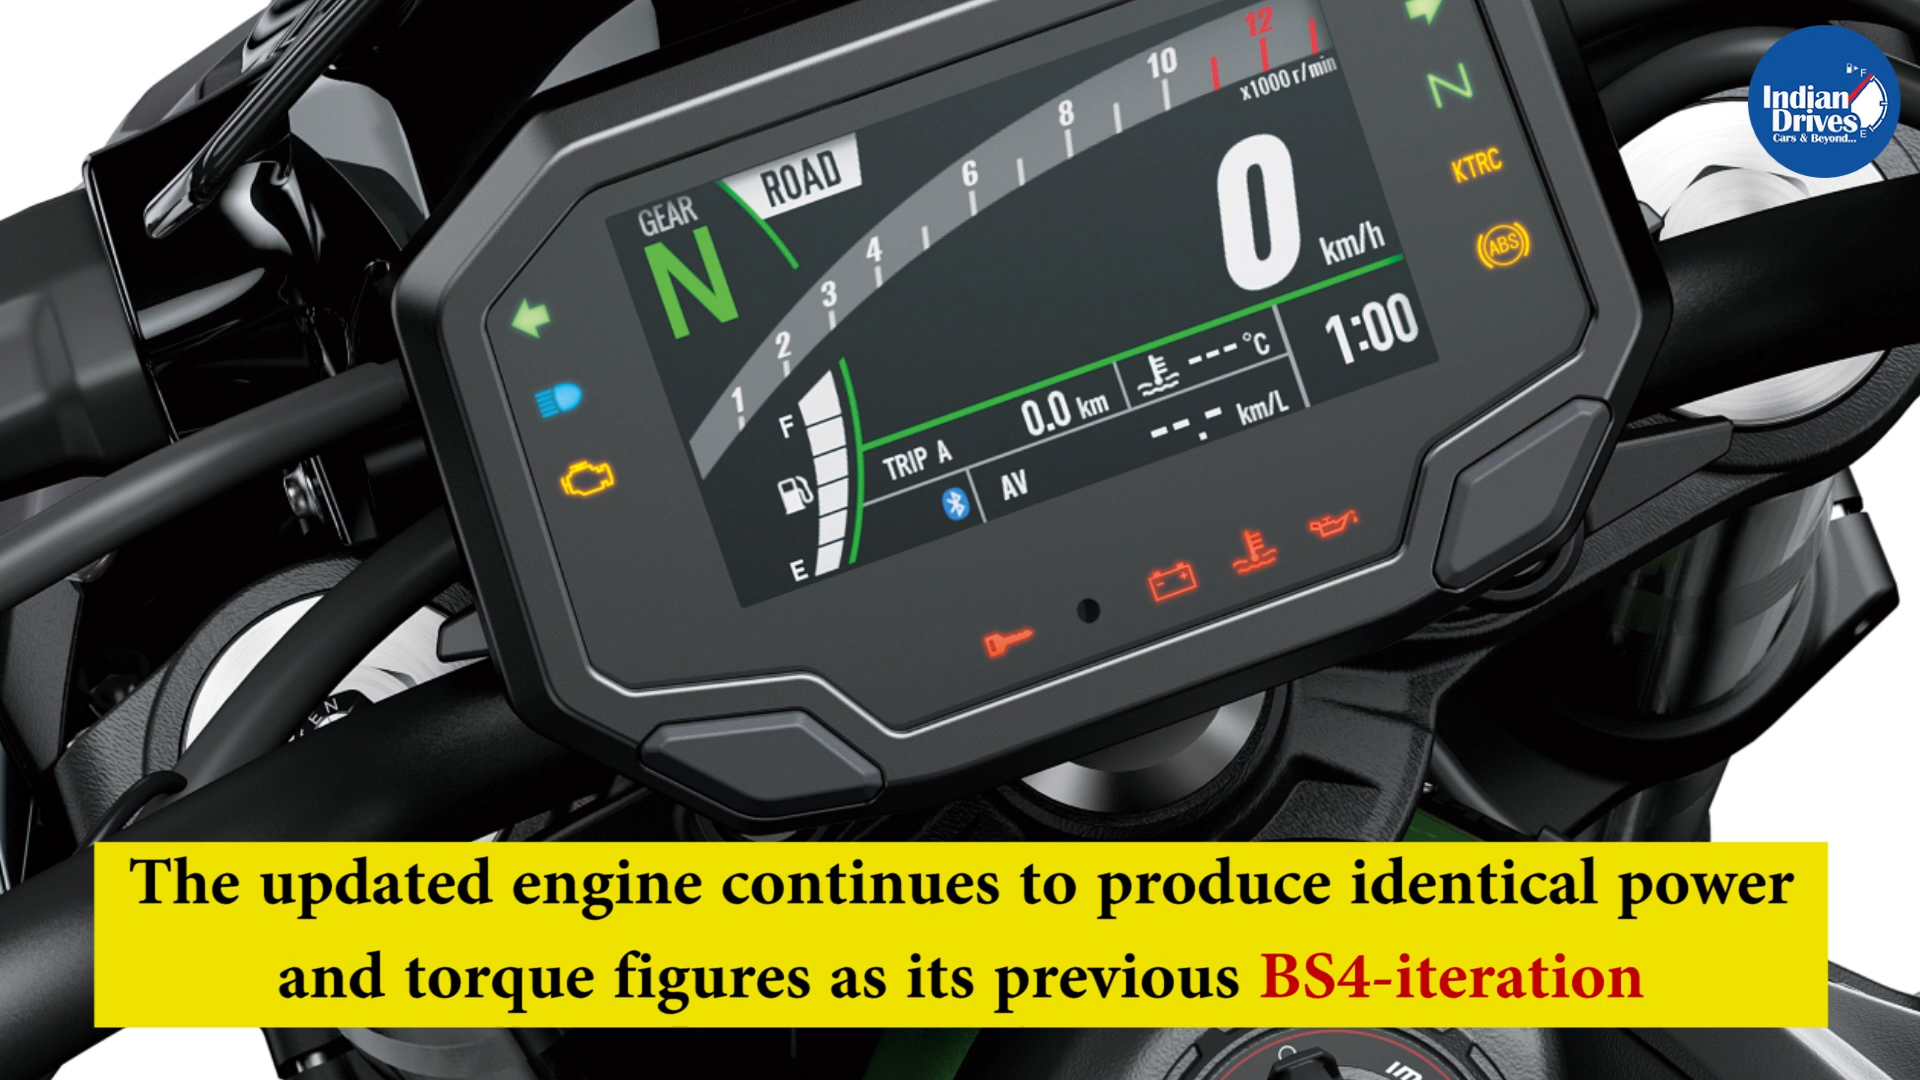 12
10
x1000 r/min
8
6
4
3
2
1
ROAD
GEAR
N
0
km/h
N
KTRC
ABS
1:00
---°C
0.0 km
TRIP A
AV
--.- km/L
F
E
Indian
Drives
Cars & Beyond...
F
E
The updated engine continues to produce identical power
and torque figures as its previous BS4-iteration